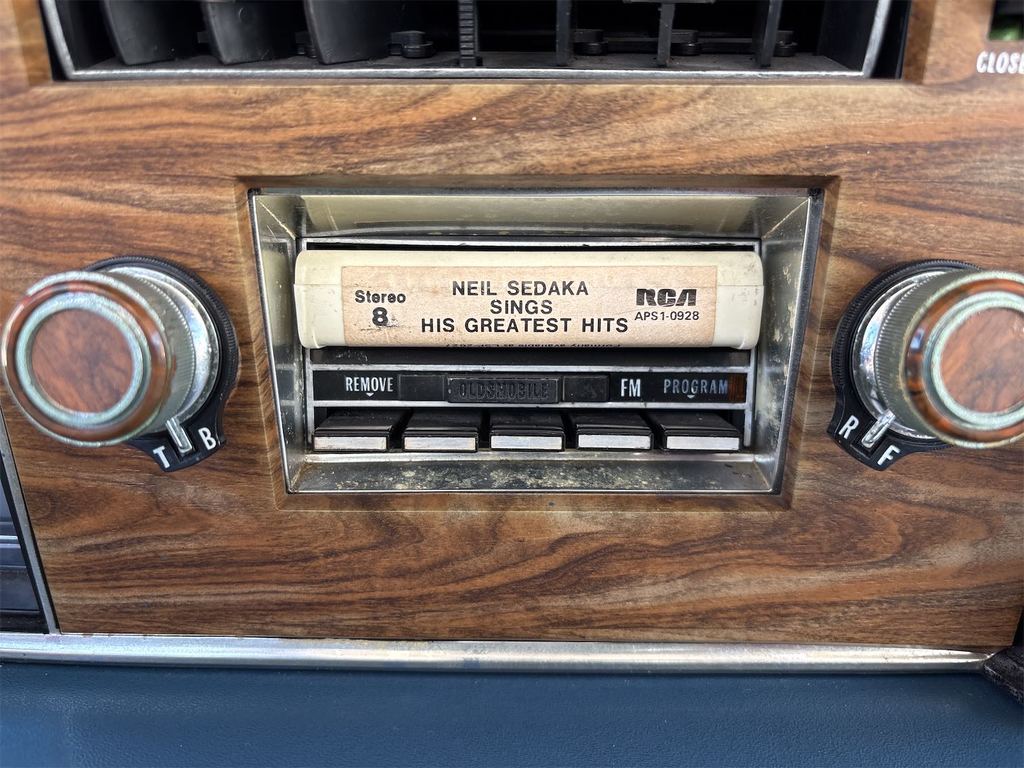 CLOSE
Stereo
8
NEIL SEDAKA
SINGS
HIS GREATEST HITS
RCA
APS1-0928
REMOVE
OLDSMOBILE
FM
PROGRAM
T B
R F